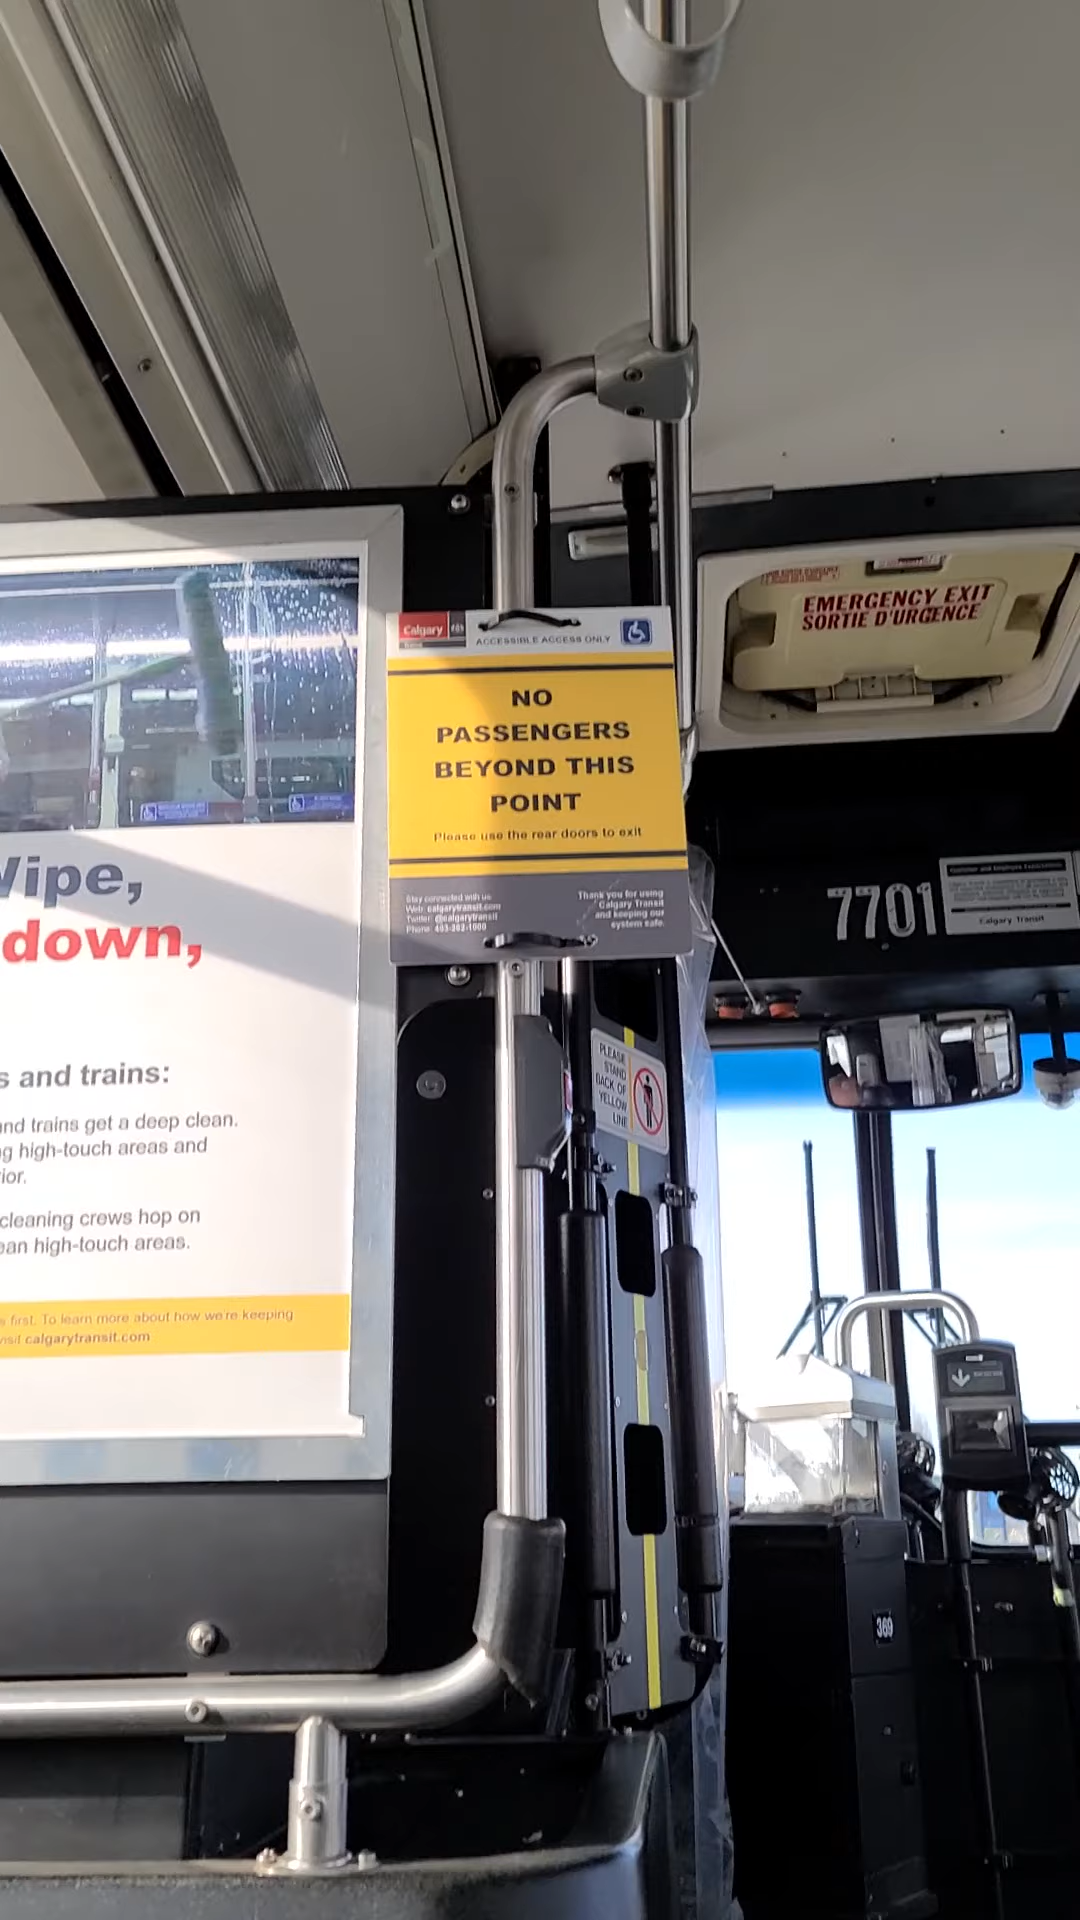 Calgary
ACCESSIBLE ACCESS ONLY
NO
PASSENGERS
BEYOND THIS
POINT
Please use the rear doors to exit
Stay connected with us.
Web: calgarytransit.com
Twitter: @calgarytransit
Phone: 403-262-1000
Thank you for using
Calgary Transit
and keeping our
system safe.
EMERGENCY EXIT
SORTIE D'URGENCE
7701
Calgary Transit
Wipe,
down,
s and trains:
nd trains get a deep clean.
g high-touch areas and
ior.
cleaning crews hop on
ean high-touch areas.
s first. To learn more about how we're keeping
calgarytransit.com
PLEASE
STAND
BACK OF
YELLOW
LINE
369